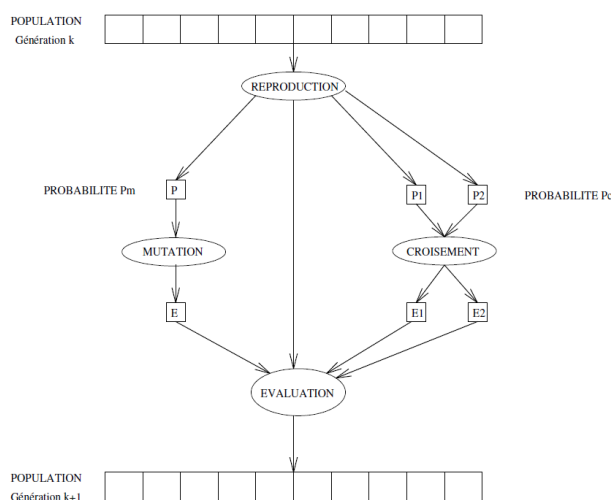 POPULATION
Génération k
REPRODUCTION
PROBABILITE Pm
P
P1
P2
PROBABILITE Pc
MUTATION
CROISEMENT
E
E1
E2
EVALUATION
POPULATION
Génération k+1